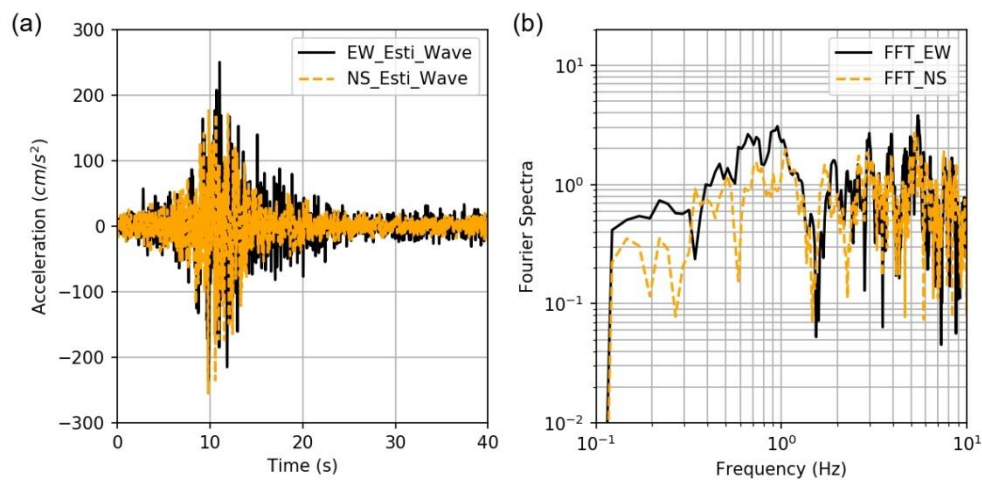 (a)
300
200
100
0
−100
−200
−300
Acceleration (cm/s²)
EW_Esti_Wave
NS_Esti_Wave
0 10 20 30 40
Time (s)
(b)
10¹
10⁰
10⁻¹
10⁻²
Fourier Spectra
FFT_EW
FFT_NS
10⁻¹ 10⁰ 10¹
Frequency (Hz)